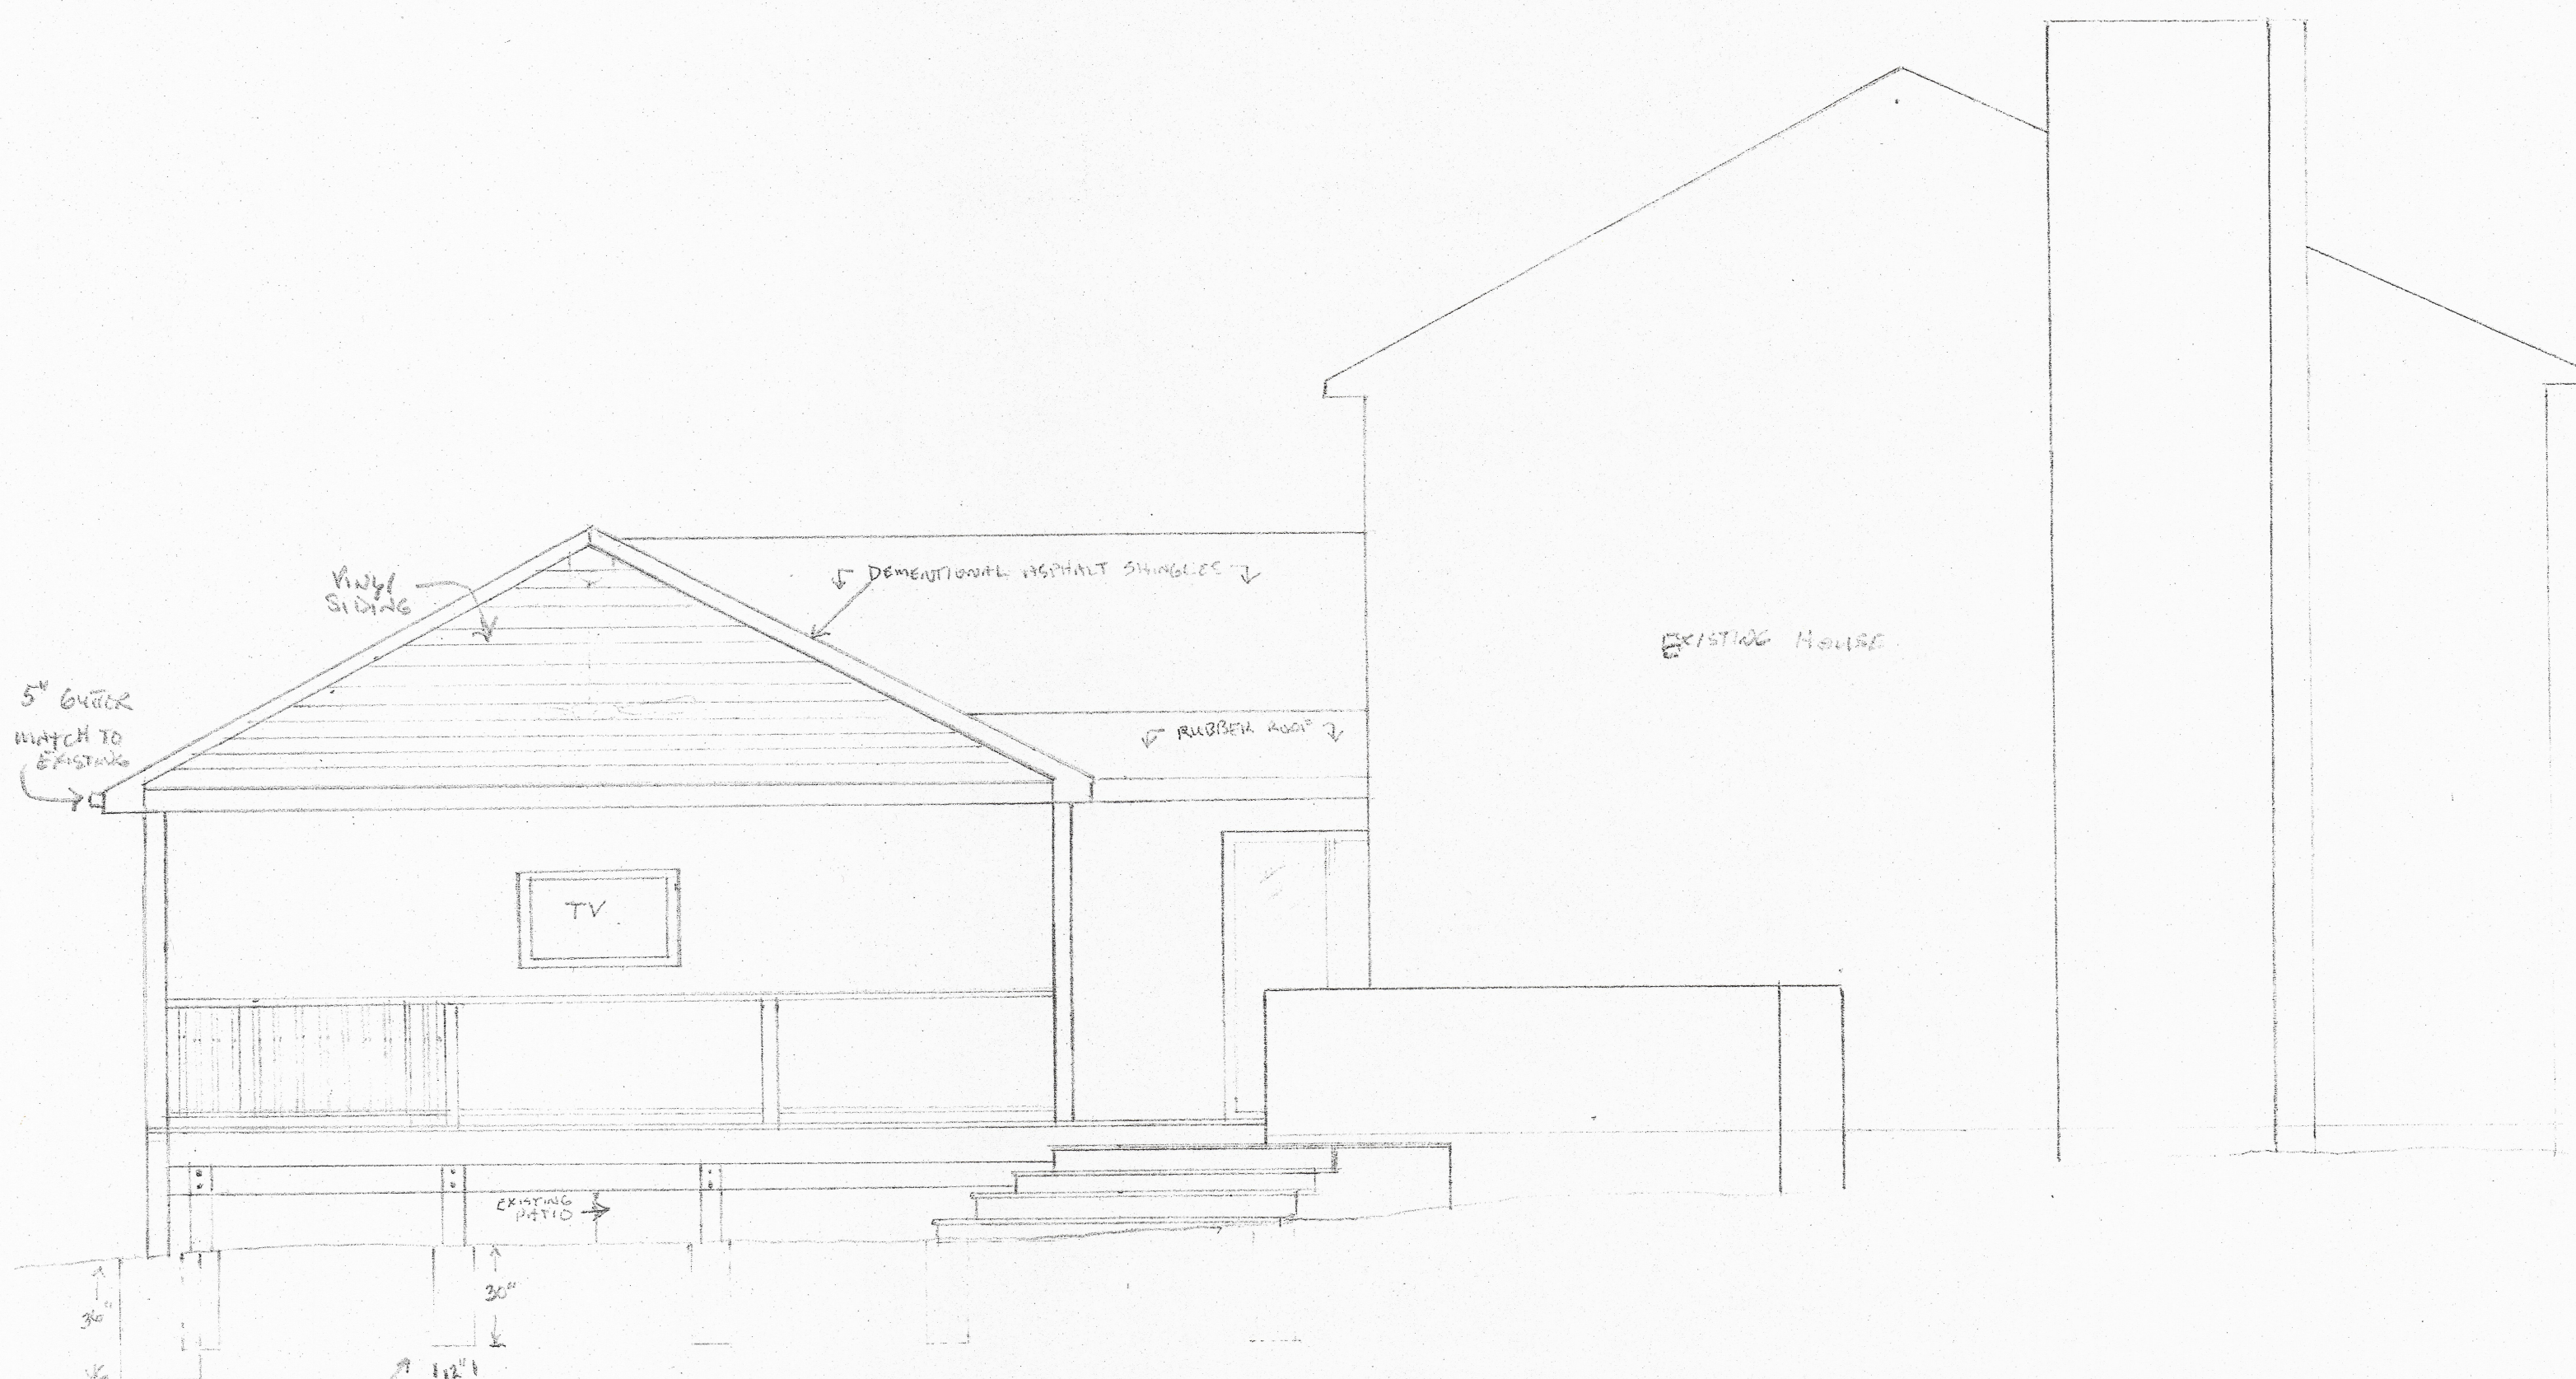 VINYL
SIDING
DEMENTIONAL ASPHALT SHINGLES
EXISTING HOUSE
5" GUTTER
MATCH TO
EXISTING
RUBBER ROOF
TV
EXISTING
PATIO
30"
36"
12"